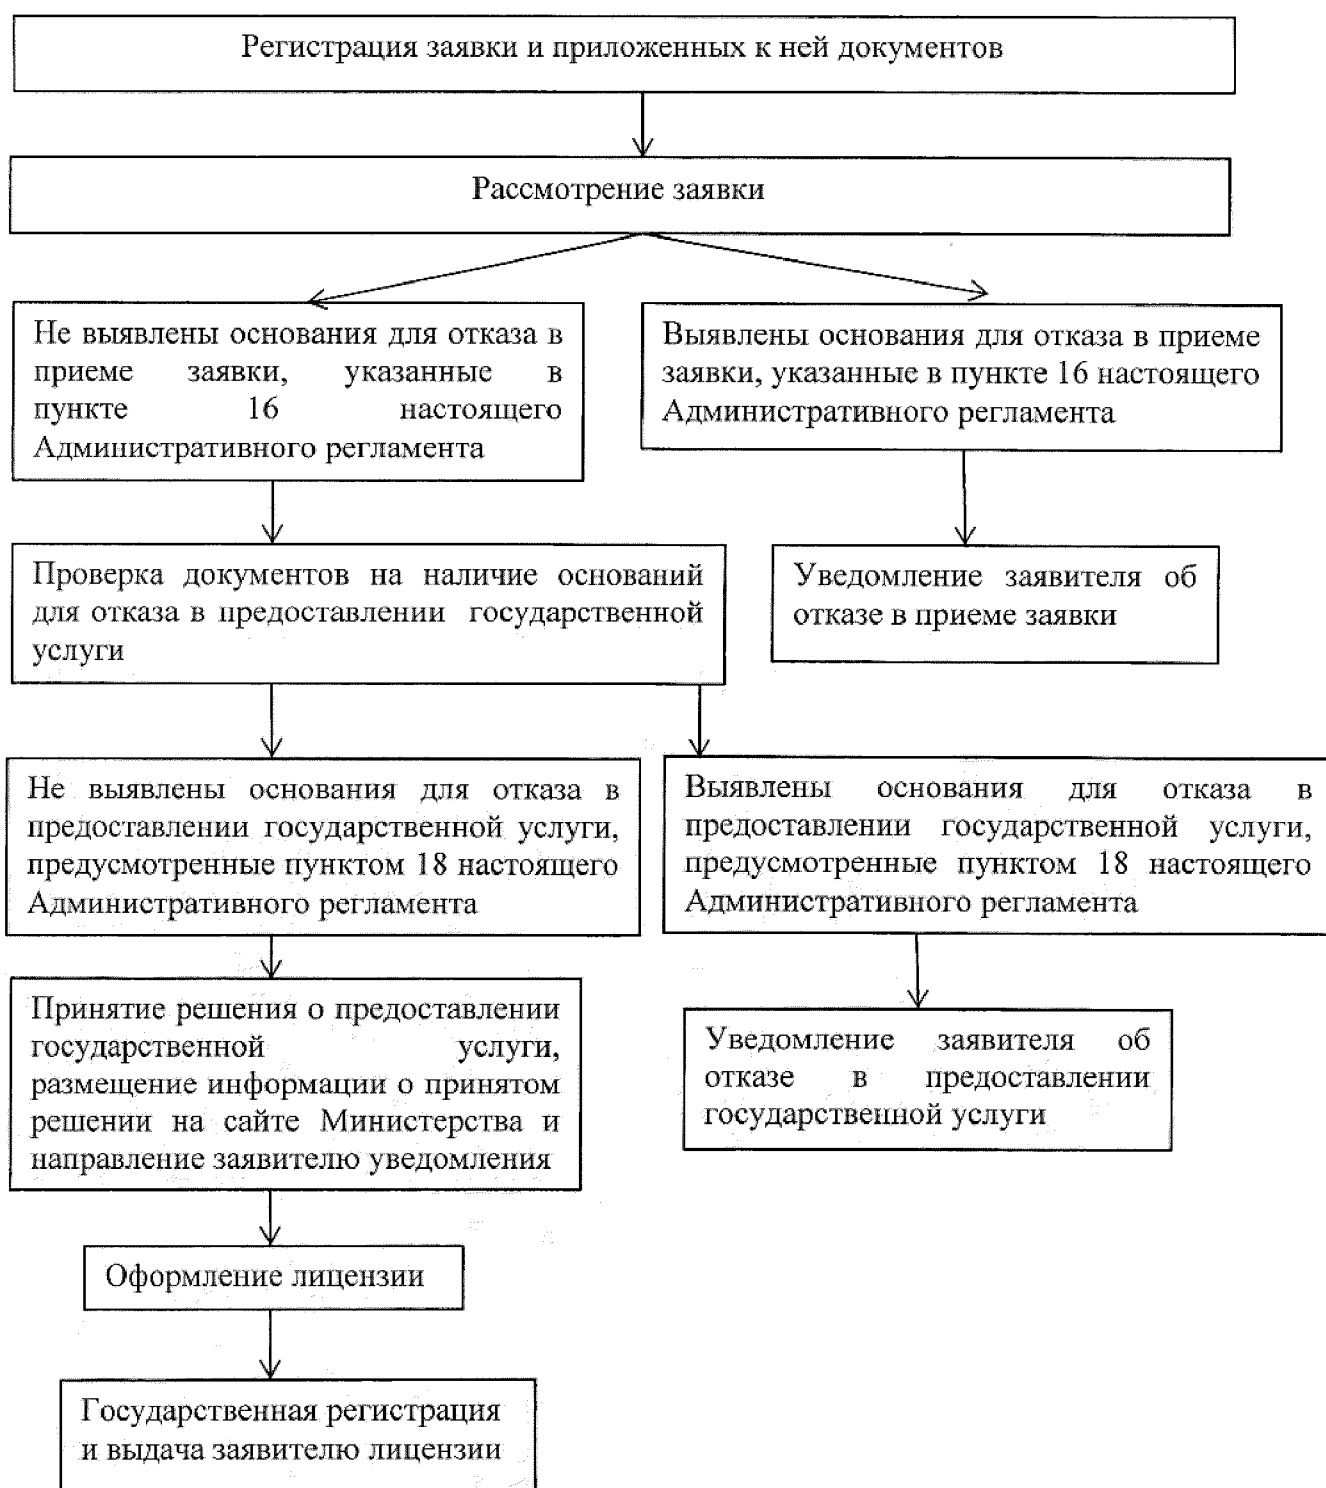 Регистрация заявки и приложенных к ней документов
Рассмотрение заявки
Не выявлены основания для отказа в
приеме заявки, указанные в
пункте 16 настоящего
Административного регламента
Выявлены основания для отказа в приеме
заявки, указанные в пункте 16 настоящего
Административного регламента
Проверка документов на наличие оснований
для отказа в предоставлении государственной
услуги
Уведомление заявителя об
отказе в приеме заявки
Не выявлены основания для отказа в
предоставлении государственной услуги,
предусмотренные пунктом 18 настоящего
Административного регламента
Выявлены основания для отказа в
предоставлении государственной услуги,
предусмотренные пунктом 18 настоящего
Административного регламента
Принятие решения о предоставлении
государственной услуги,
размещение информации о принятом
решении на сайте Министерства и
направление заявителю уведомления
Уведомление заявителя об
отказе в предоставлении
государственной услуги
Оформление лицензии
Государственная регистрация
и выдача заявителю лицензии